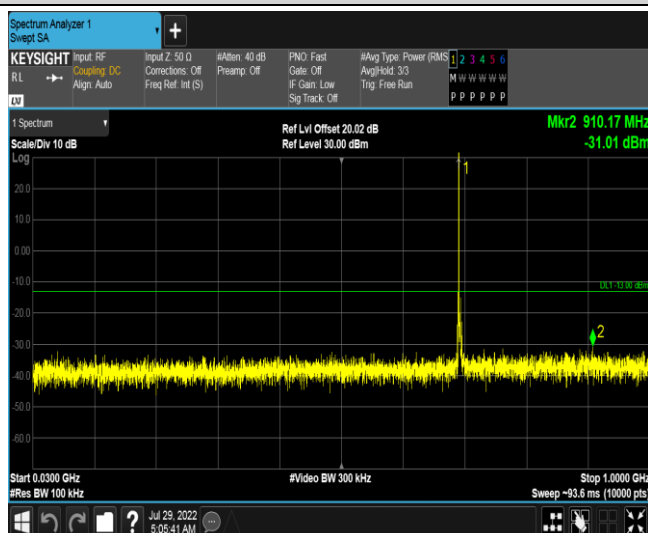 Spectrum Analyzer 1
Swept SA
+
KEYSIGHT
RL
LXI
Input: RF
Coupling: DC
Align: Auto
Input Z: 50 Ω
Corrections: Off
Freq Ref: Int (S)
#Atten: 40 dB
Preamp: Off
PNO: Fast
Gate: Off
IF Gain: Low
Sig Track: Off
#Avg Type: Power (RMS
Avg|Hold: 3/3
Trig: Free Run
1 2 3 4 5 6
M W W W W W
P P P P P P
1 Spectrum
Scale/Div 10 dB
Ref Lvl Offset 20.02 dB
Ref Level 30.00 dBm
Mkr2 910.17 MHz
-31.01 dBm
Log
1
20.0
10.0
0.00
-10.0
DL1 -13.00 dBm
-20.0
2
-30.0
-40.0
-50.0
-60.0
Start 0.0300 GHz
#Video BW 300 kHz
Stop 1.0000 GHz
#Res BW 100 kHz
Sweep ~93.6 ms (10000 pts)
?
Jul 29, 2022
5:05:41 AM